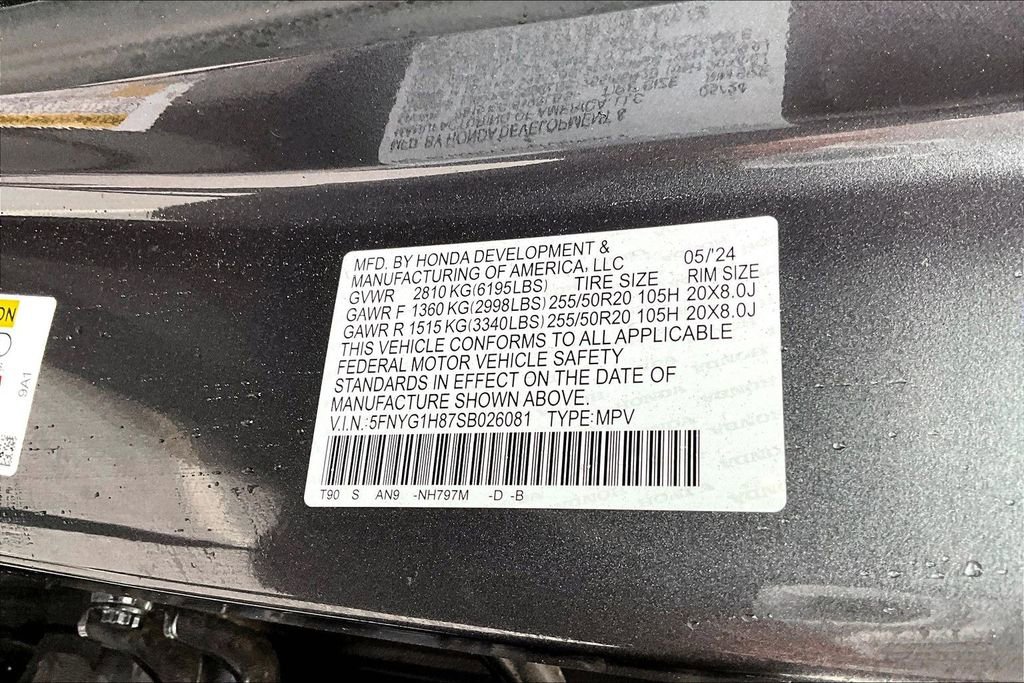 MFD. BY HONDA DEVELOPMENT &
MANUFACTURING OF AMERICA, LLC 05/'24
GVWR 2810 KG(6195LBS) TIRE SIZE RIM SIZE
GAWR F 1360 KG(2998LBS) 255/50R20 105H 20X8.0J
GAWR R 1515 KG(3340LBS) 255/50R20 105H 20X8.0J
THIS VEHICLE CONFORMS TO ALL APPLICABLE
FEDERAL MOTOR VEHICLE SAFETY
STANDARDS IN EFFECT ON THE DATE OF
MANUFACTURE SHOWN ABOVE.
V.I.N.:5FNYG1H87SB026081 TYPE:MPV
T90 S AN9 -NH797M -D -B
ON
9A1